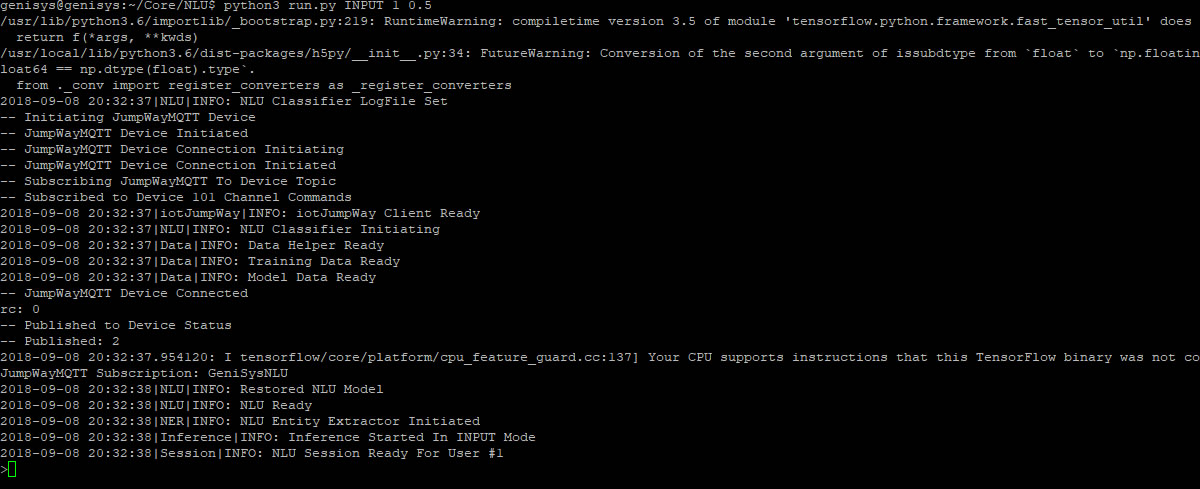 genisys@genisys:~/Core/NLU$ python3 run.py INPUT 1 0.5
/usr/lib/python3.6/importlib/_bootstrap.py:219: RuntimeWarning: compiletime version 3.5 of module 'tensorflow.python.framework.fast_tensor_util' does
  return f(*args, **kwds)
/usr/local/lib/python3.6/dist-packages/h5py/__init__.py:34: FutureWarning: Conversion of the second argument of issubdtype from `float` to `np.floatin
loat64 == np.dtype(float).type`.
  from ._conv import register_converters as _register_converters
2018-09-08 20:32:37|NLU|INFO: NLU Classifier LogFile Set
-- Initiating JumpWayMQTT Device
-- JumpWayMQTT Device Initiated
-- JumpWayMQTT Device Connection Initiating
-- JumpWayMQTT Device Connection Initiated
-- Subscribing JumpWayMQTT To Device Topic
-- Subscribed to Device 101 Channel Commands
2018-09-08 20:32:37|iotJumpWay|INFO: iotJumpWay Client Ready
2018-09-08 20:32:37|NLU|INFO: NLU Classifier Initiating
2018-09-08 20:32:37|Data|INFO: Data Helper Ready
2018-09-08 20:32:37|Data|INFO: Training Data Ready
2018-09-08 20:32:37|Data|INFO: Model Data Ready
-- JumpWayMQTT Device Connected
rc: 0
-- Published to Device Status
-- Published: 2
2018-09-08 20:32:37.954120: I tensorflow/core/platform/cpu_feature_guard.cc:137] Your CPU supports instructions that this TensorFlow binary was not co
JumpWayMQTT Subscription: GeniSysNLU
2018-09-08 20:32:38|NLU|INFO: Restored NLU Model
2018-09-08 20:32:38|NLU|INFO: NLU Ready
2018-09-08 20:32:38|NER|INFO: NLU Entity Extractor Initiated
2018-09-08 20:32:38|Inference|INFO: Inference Started In INPUT Mode
2018-09-08 20:32:38|Session|INFO: NLU Session Ready For User #1
>